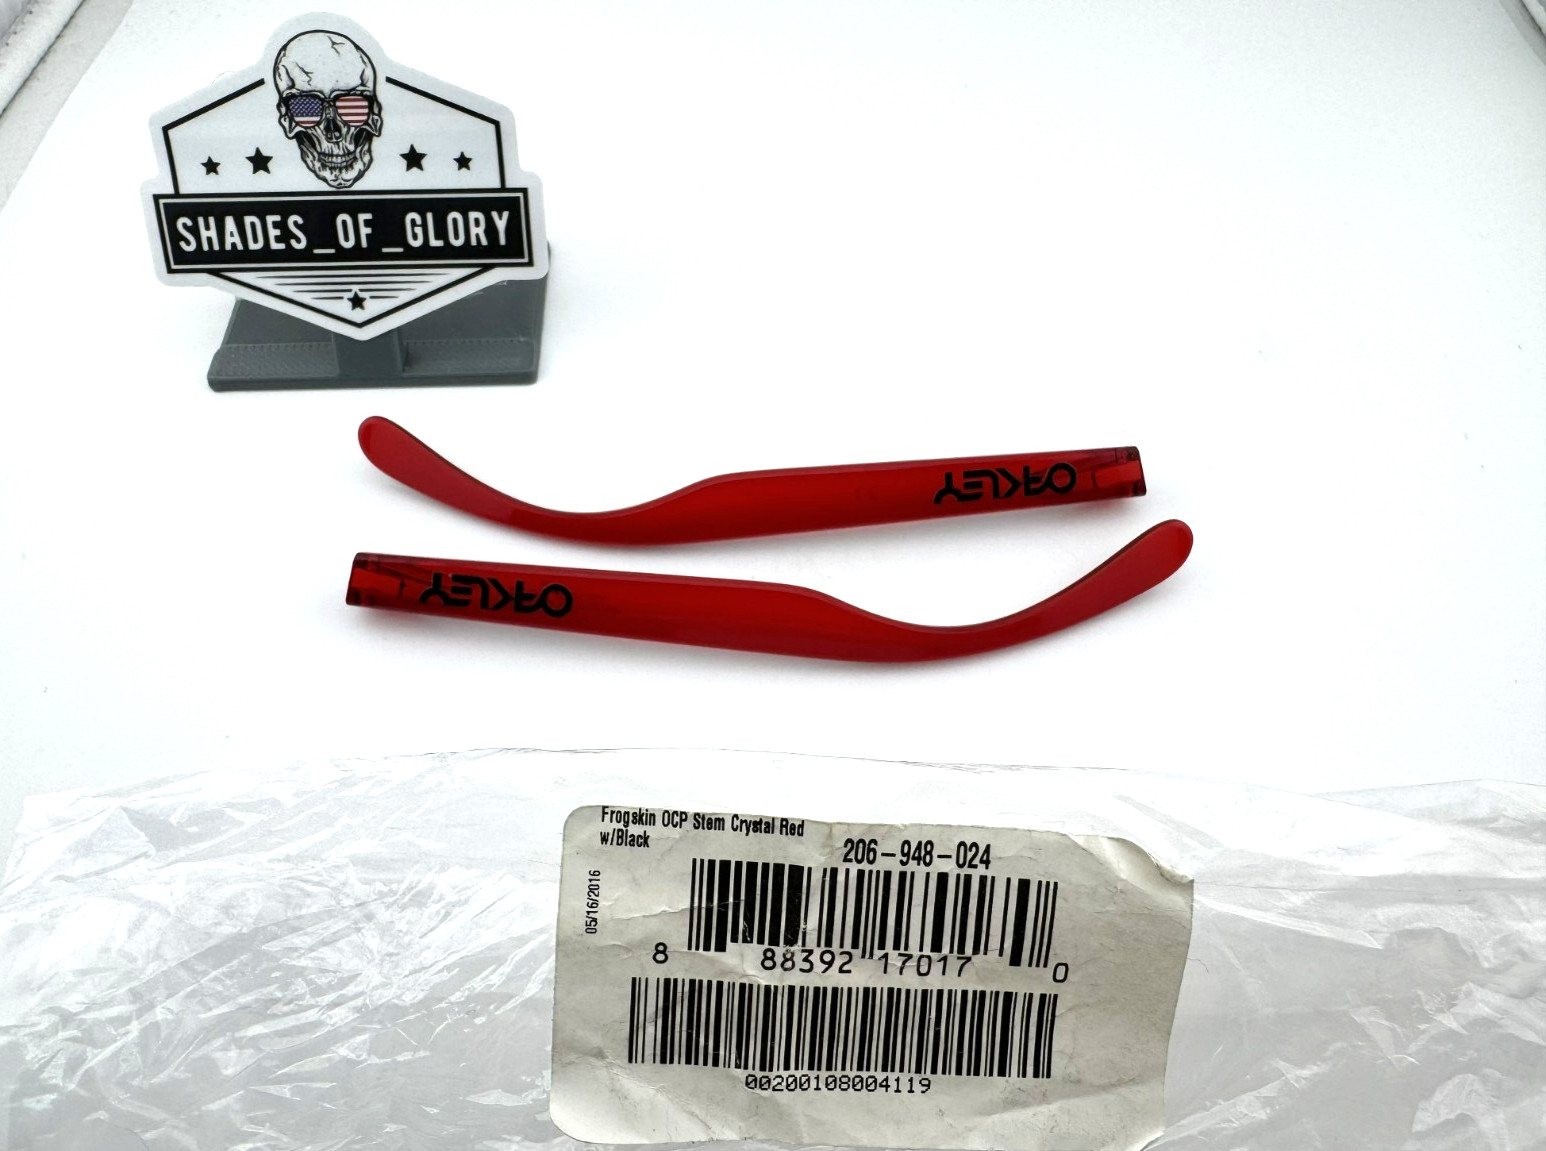 SHADES_OF_GLORY
OAKLEY
OAKLEY
Frogskin OCP Stem Crystal Red
w/Black
206-948-024
05/16/2016
8 88392 17017 0
00200108004119